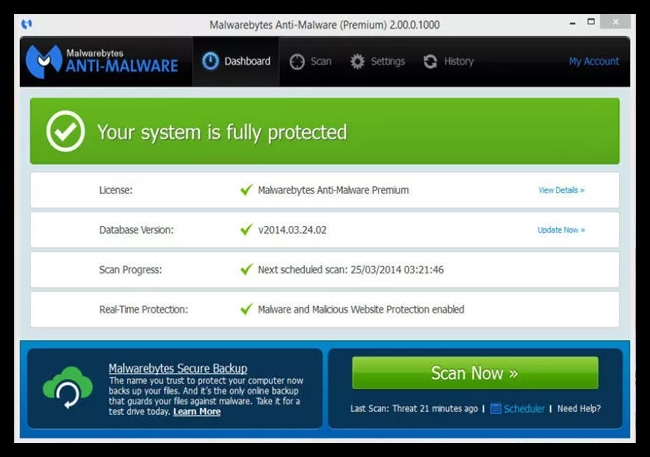 Malwarebytes Anti-Malware (Premium) 2.00.0.1000
Malwarebytes
ANTI-MALWARE
Dashboard
Scan
Settings
History
My Account
Your system is fully protected
License: Malwarebytes Anti-Malware Premium View Details »
Database Version: v2014.03.24.02 Update Now »
Scan Progress: Next scheduled scan: 25/03/2014 03:21:46
Real-Time Protection: Malware and Malicious Website Protection enabled
Malwarebytes Secure Backup
The name you trust to protect your computer now
backs up your files. And it's the only online backup
that guards your files against malware. Take it for a
test drive today. Learn More
Scan Now »
Last Scan: Threat 21 minutes ago | Scheduler | Need Help?